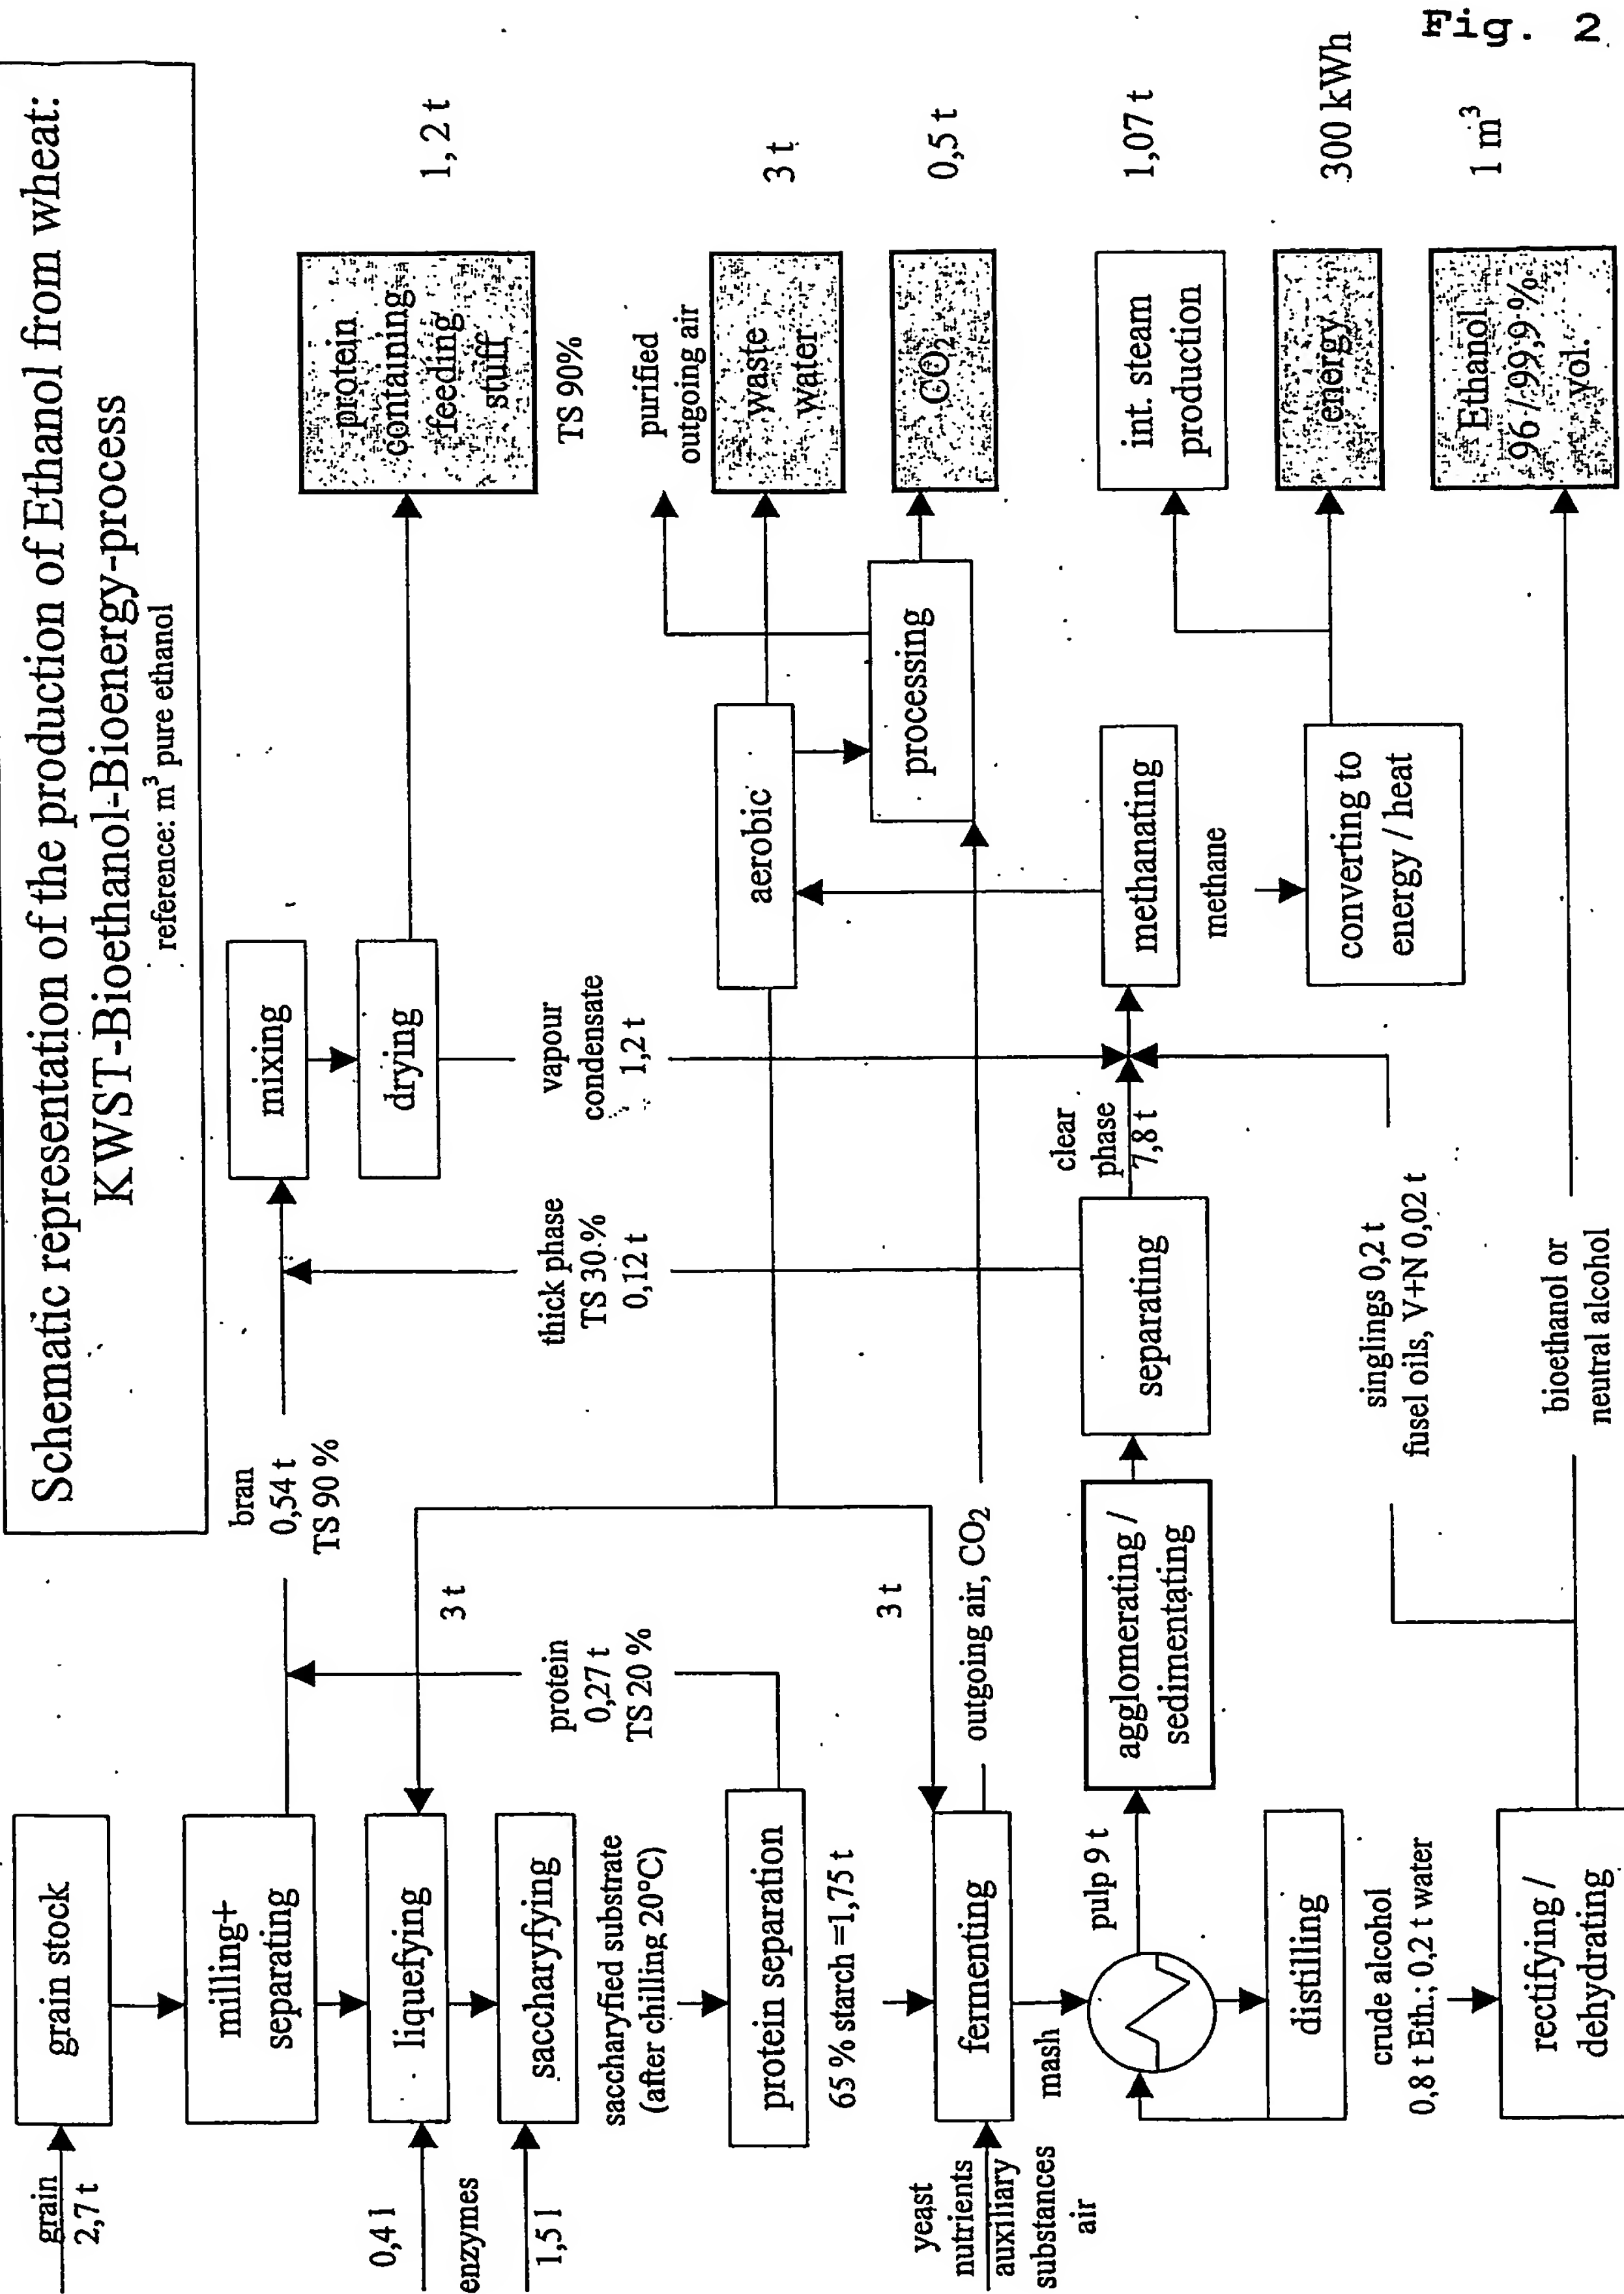 Fig. 2
Schematic representation of the production of Ethanol from wheat:
KWST-Bioethanol-Bioenergy-process
reference: m³ pure ethanol
grain
2,7 t
grain stock
milling+
separating
bran
0,54 t
TS 90 %
mixing
drying
protein
containing
feeding
stuff
TS 90%
1,2 t
0,4 l
enzymes
1,5 l
liquefying
saccharyfying
3 t
protein
0,27 t
TS 20 %
thick phase
TS 30 %
0,12 t
vapour
condensate
1,2 t
purified
outgoing air
saccharyfied substrate
(after chilling 20°C)
protein separation
65 % starch =1,75 t
aerobic
waste
water
3 t
yeast
nutrients
auxiliary
substances
air
fermenting
3 t
outgoing air, CO₂
processing
CO₂
0,5 t
mash
pulp 9 t
agglomerating /
sedimentating
separating
clear
phase
7,8 t
methanating
methane
int. steam
production
1,07 t
distilling
converting to
energy / heat
energy
300 kWh
crude alcohol
0,8 t Eth.; 0,2 t water
singlings 0,2 t
fusel oils, V+N 0,02 t
rectifying /
dehydrating
bioethanol or
neutral alcohol
Ethanol
96 / 99,9 %
vol.
1 m³